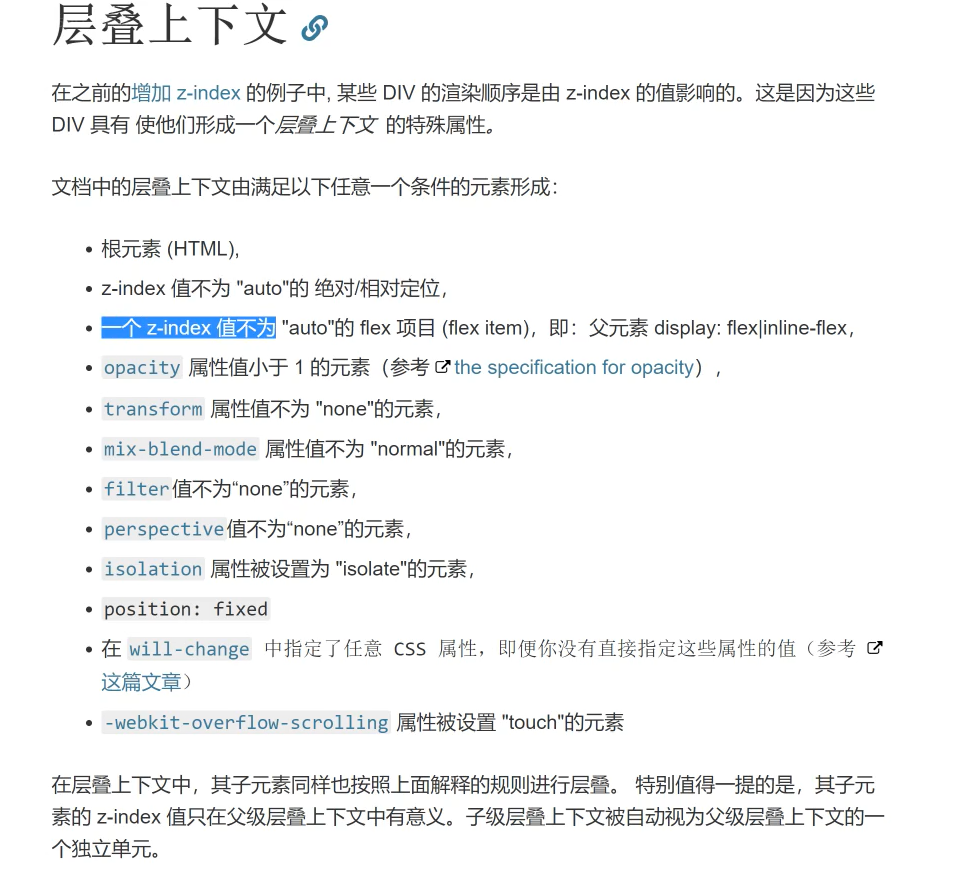 层叠上下文
在之前的增加 z-index 的例子中, 某些 DIV 的渲染顺序是由 z-index 的值影响的。这是因为这些
DIV 具有 使他们形成一个层叠上下文 的特殊属性。
文档中的层叠上下文由满足以下任意一个条件的元素形成：
• 根元素 (HTML),
• z-index 值不为 "auto"的 绝对/相对定位，
• 一个 z-index 值不为 "auto"的 flex 项目 (flex item)，即：父元素 display: flex|inline-flex，
• opacity 属性值小于 1 的元素（参考 the specification for opacity），
• transform 属性值不为 "none"的元素，
• mix-blend-mode 属性值不为 "normal"的元素，
• filter值不为“none”的元素，
• perspective值不为“none”的元素，
• isolation 属性被设置为 "isolate"的元素，
• position: fixed
• 在 will-change 中指定了任意 CSS 属性，即便你没有直接指定这些属性的值（参考
这篇文章）
• -webkit-overflow-scrolling 属性被设置 "touch"的元素
在层叠上下文中，其子元素同样也按照上面解释的规则进行层叠。 特别值得一提的是，其子元
素的 z-index 值只在父级层叠上下文中有意义。子级层叠上下文被自动视为父级层叠上下文的一
个独立单元。